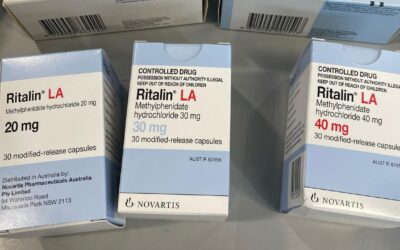 Ritalin® LA
Methylphenidate hydrochloride 20 mg
20 mg
30 modified-release capsules
Distributed in Australia by:
Novartis Pharmaceuticals Australia
Pty Limited
54 Waterloo Road
Macquarie Park NSW 2113
CONTROLLED DRUG
POSSESSION WITHOUT AUTHORITY ILLEGAL
KEEP OUT OF REACH OF CHILDREN
Ritalin® LA
Methylphenidate
hydrochloride 30 mg
30 mg
30 modified-release capsules
NOVARTIS
CONTROLLED DRUG
POSSESSION WITHOUT AUTHORITY ILLEGAL
KEEP OUT OF REACH OF CHILDREN
Ritalin® LA
Methylphenidate
hydrochloride 40 mg
40 mg
30 modified-release capsules
NOVARTIS